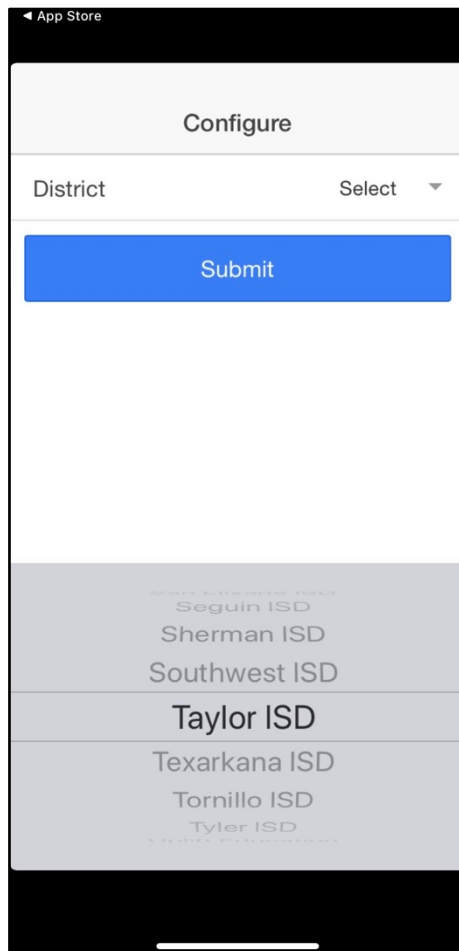 ◀ App Store
Configure
District Select
Submit
Seguin ISD
Sherman ISD
Southwest ISD
Taylor ISD
Texarkana ISD
Tornillo ISD
Tyler ISD